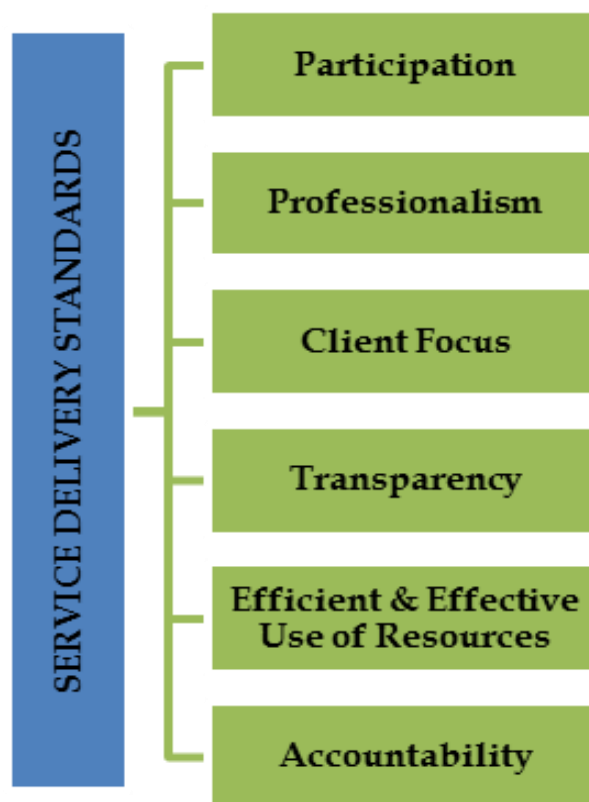 SERVICE DELIVERY STANDARDS
Participation
Professionalism
Client Focus
Transparency
Efficient & Effective
Use of Resources
Accountability